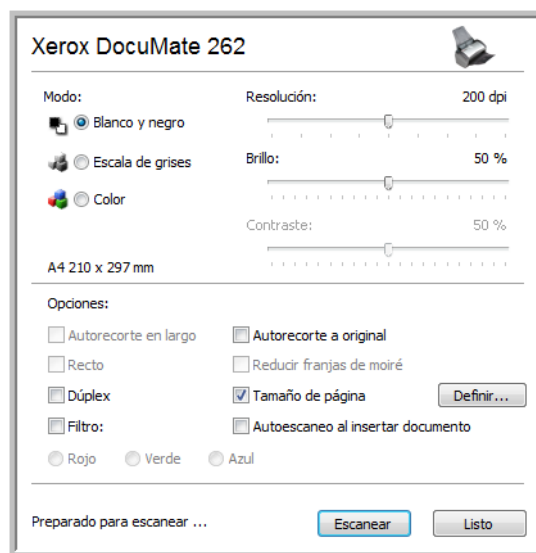 Xerox DocuMate 262
Modo:
Resolución: 200 dpi
Blanco y negro
Escala de grises
Brillo: 50 %
Color
Contraste: 50 %
A4 210 x 297 mm
Opciones:
Autorecorte en largo Autorecorte a original
Recto Reducir franjas de moiré
Dúplex Tamaño de página Definir...
Filtro: Autoescaneo al insertar documento
Rojo Verde Azul
Preparado para escanear ... Escanear Listo